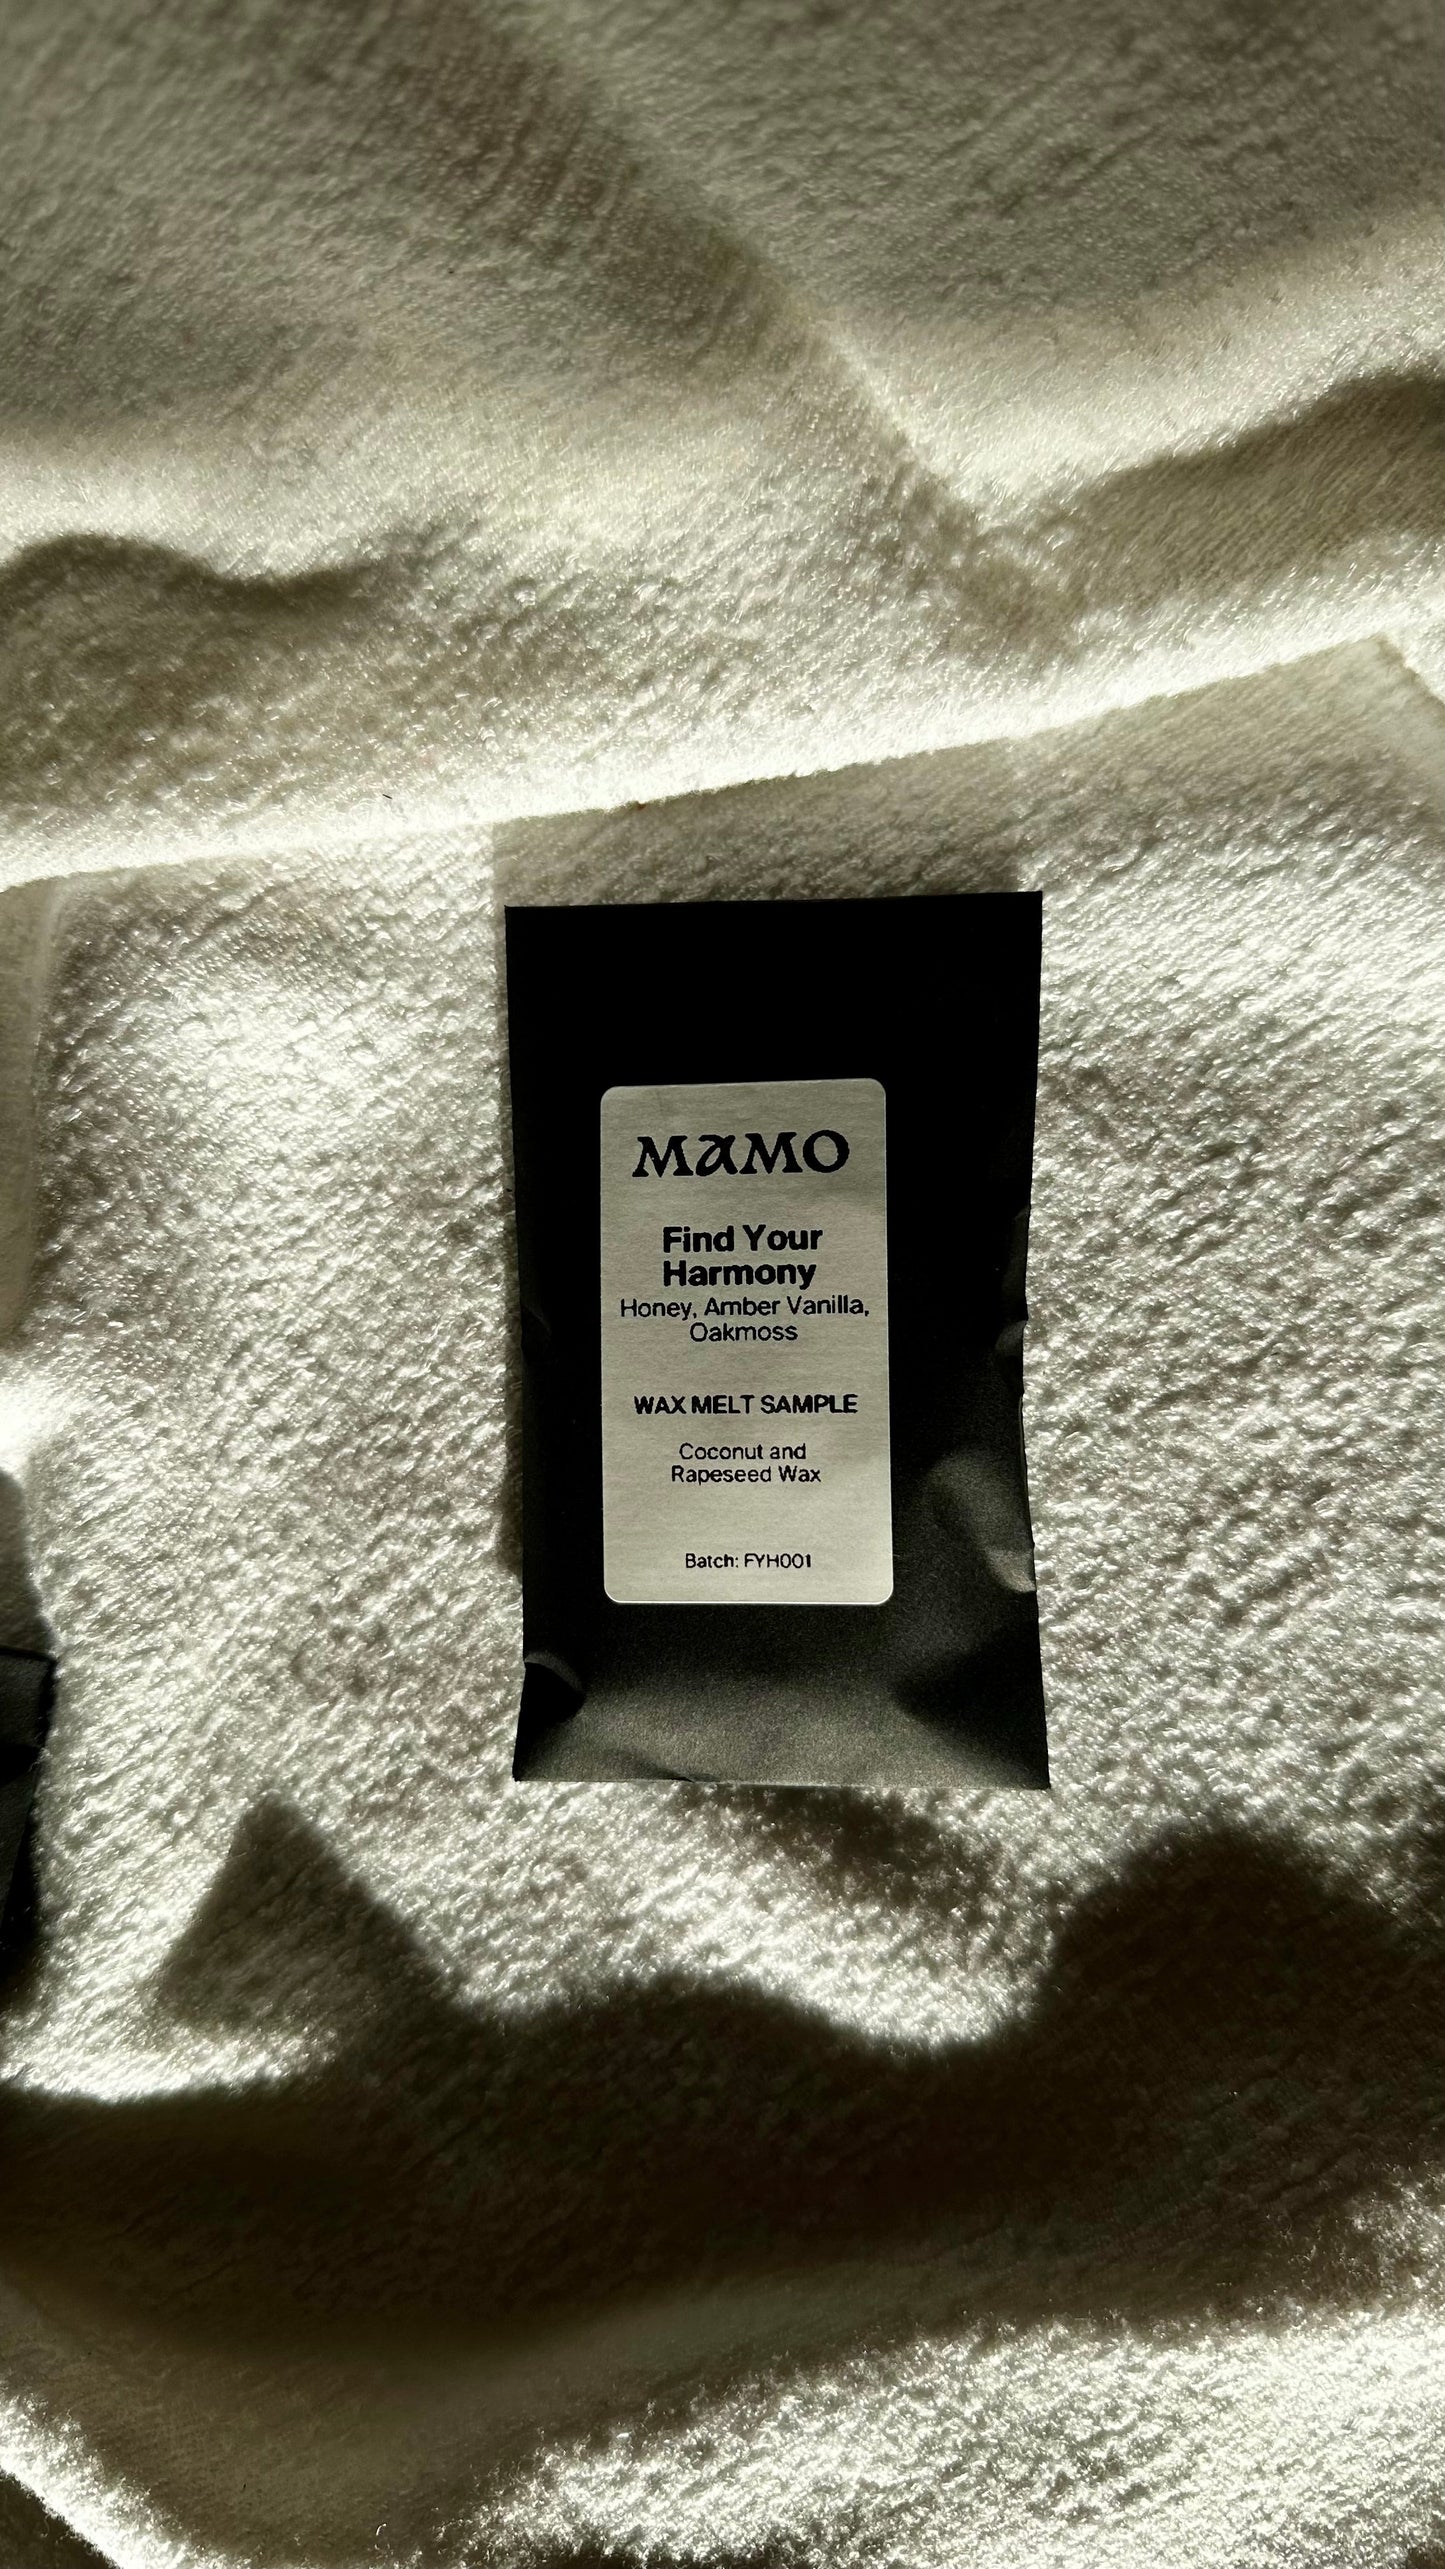 MAMO
Find Your
Harmony
Honey, Amber Vanilla,
Oakmoss
WAX MELT SAMPLE
Coconut and
Rapeseed Wax
Batch: FYH001